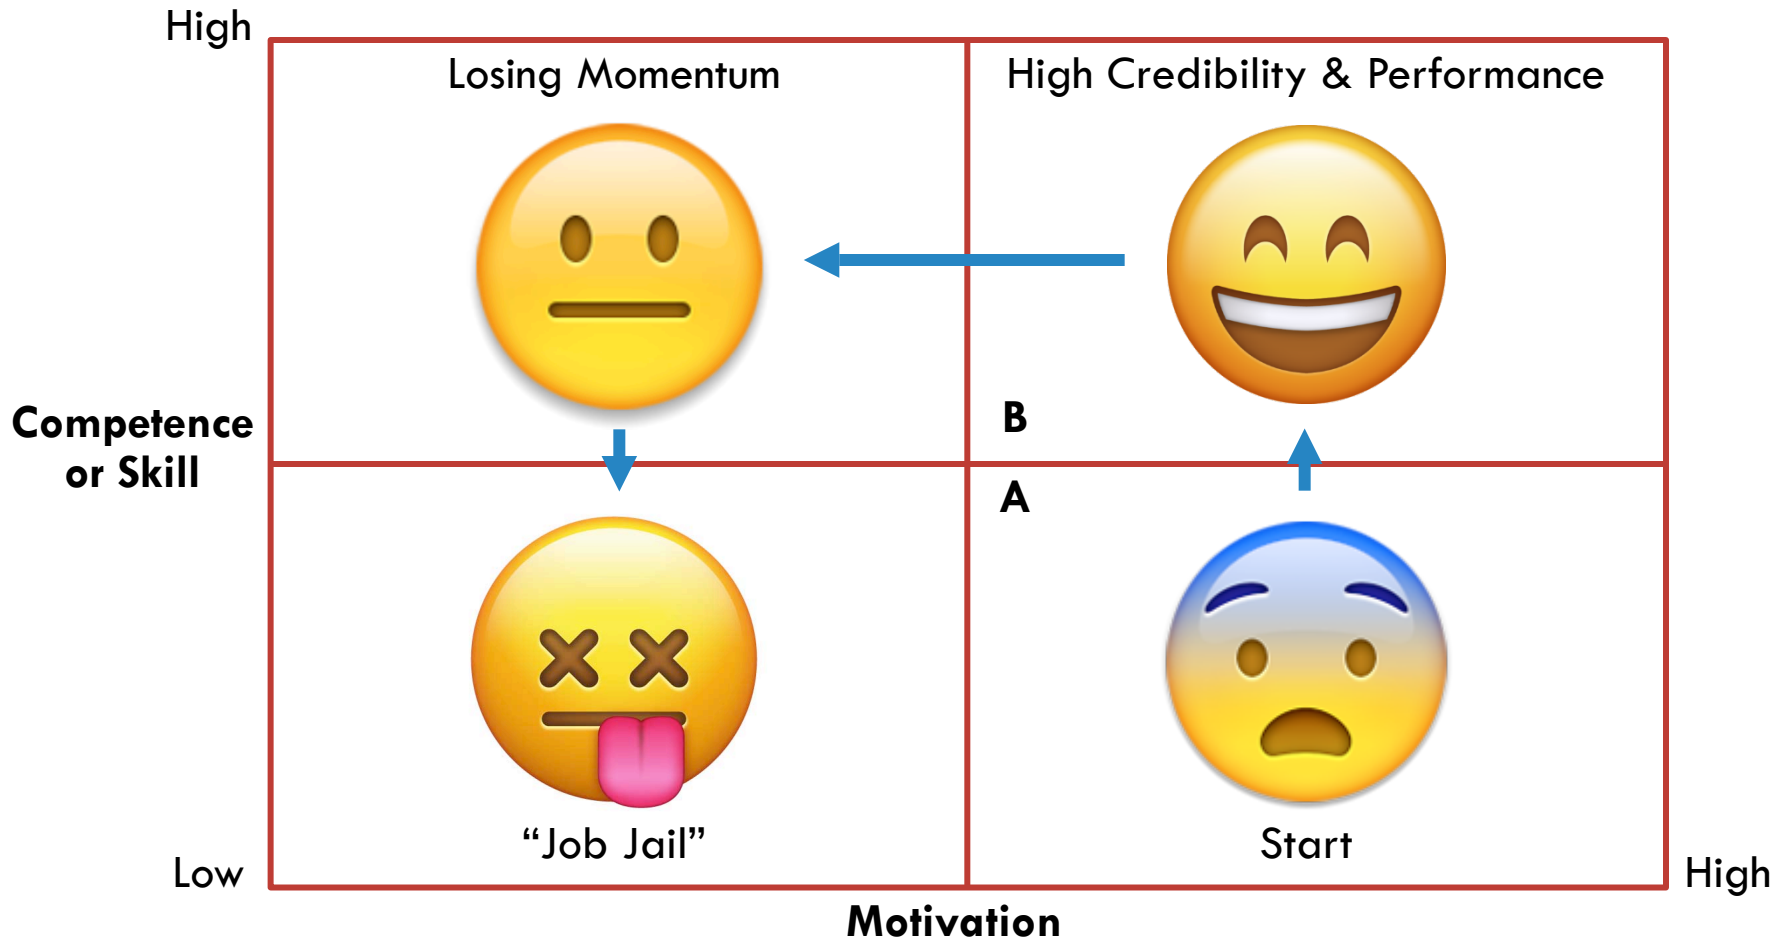 High
Losing Momentum
High Credibility & Performance
Competence
or Skill
B
A
“Job Jail”
Start
Low
High
Motivation